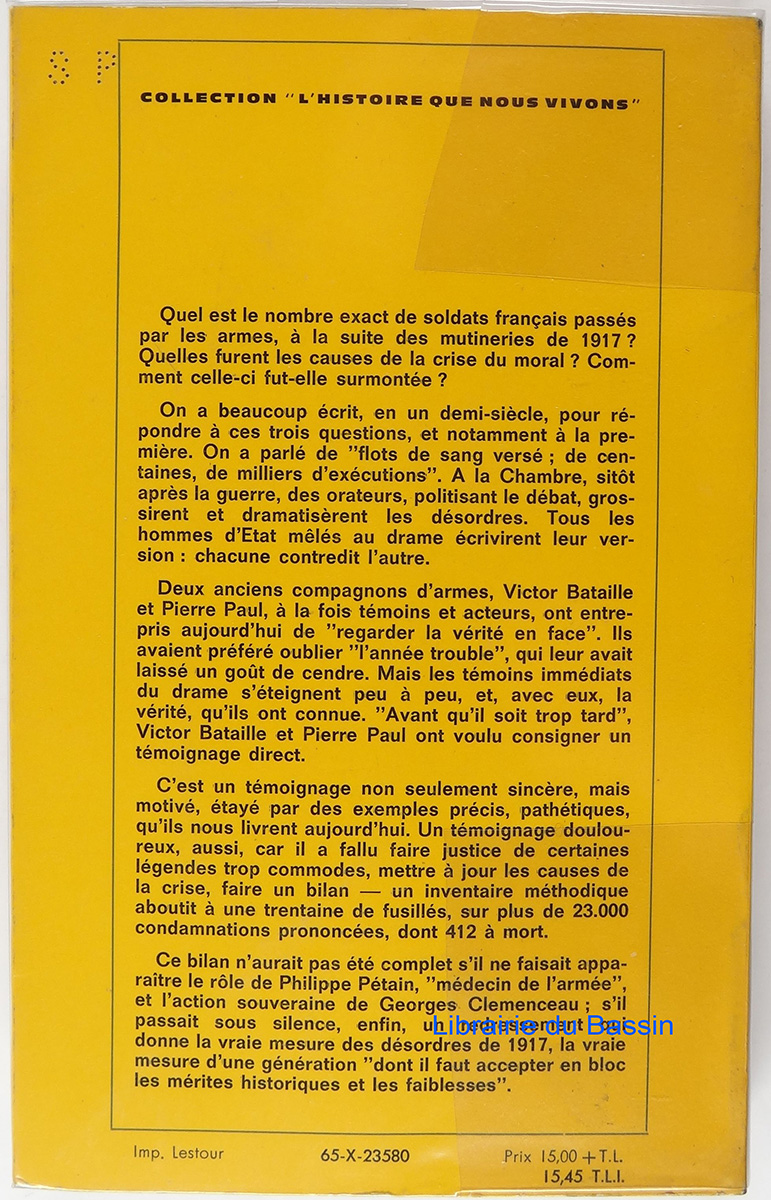 S P
COLLECTION "L'HISTOIRE QUE NOUS VIVONS"
Quel est le nombre exact de soldats français passés
par les armes, à la suite des mutineries de 1917 ?
Quelles furent les causes de la crise du moral ? Com-
ment celle-ci fut-elle surmontée ?
On a beaucoup écrit, en un demi-siècle, pour ré-
pondre à ces trois questions, et notamment à la pre-
mière. On a parlé de "flots de sang versé ; de cen-
taines, de milliers d'exécutions". A la Chambre, sitôt
après la guerre, des orateurs, politisant le débat, gros-
sirent et dramatisèrent les désordres. Tous les
hommes d'Etat mêlés au drame écrivirent leur ver-
sion : chacune contredit l'autre.
Deux anciens compagnons d'armes, Victor Bataille
et Pierre Paul, à la fois témoins et acteurs, ont entre-
pris aujourd'hui de "regarder la vérité en face". Ils
avaient préféré oublier "l'année trouble", qui leur avait
laissé un goût de cendre. Mais les témoins immédiats
du drame s'éteignent peu à peu, et, avec eux, la
vérité, qu'ils ont connue. "Avant qu'il soit trop tard",
Victor Bataille et Pierre Paul ont voulu consigner un
témoignage direct.
C'est un témoignage non seulement sincère, mais
motivé, étayé par des exemples précis, pathétiques,
qu'ils nous livrent aujourd'hui. Un témoignage doulou-
reux, aussi, car il a fallu faire justice de certaines
légendes trop commodes, mettre à jour les causes de
la crise, faire un bilan — un inventaire méthodique
aboutit à une trentaine de fusillés, sur plus de 23.000
condamnations prononcées, dont 412 à mort.
Ce bilan n'aurait pas été complet s'il ne faisait appa-
raître le rôle de Philippe Pétain, "médecin de l'armée",
et l'action souveraine de Georges Clemenceau ; s'il
passait sous silence, enfin, un redressement qui
Librairie du Bassin
donne la vraie mesure des désordres de 1917, la vraie
mesure d'une génération "dont il faut accepter en bloc
les mérites historiques et les faiblesses".
Imp. Lestour 65-X-23580 Prix 15,00 + T.L.
15,45 T.L.I.